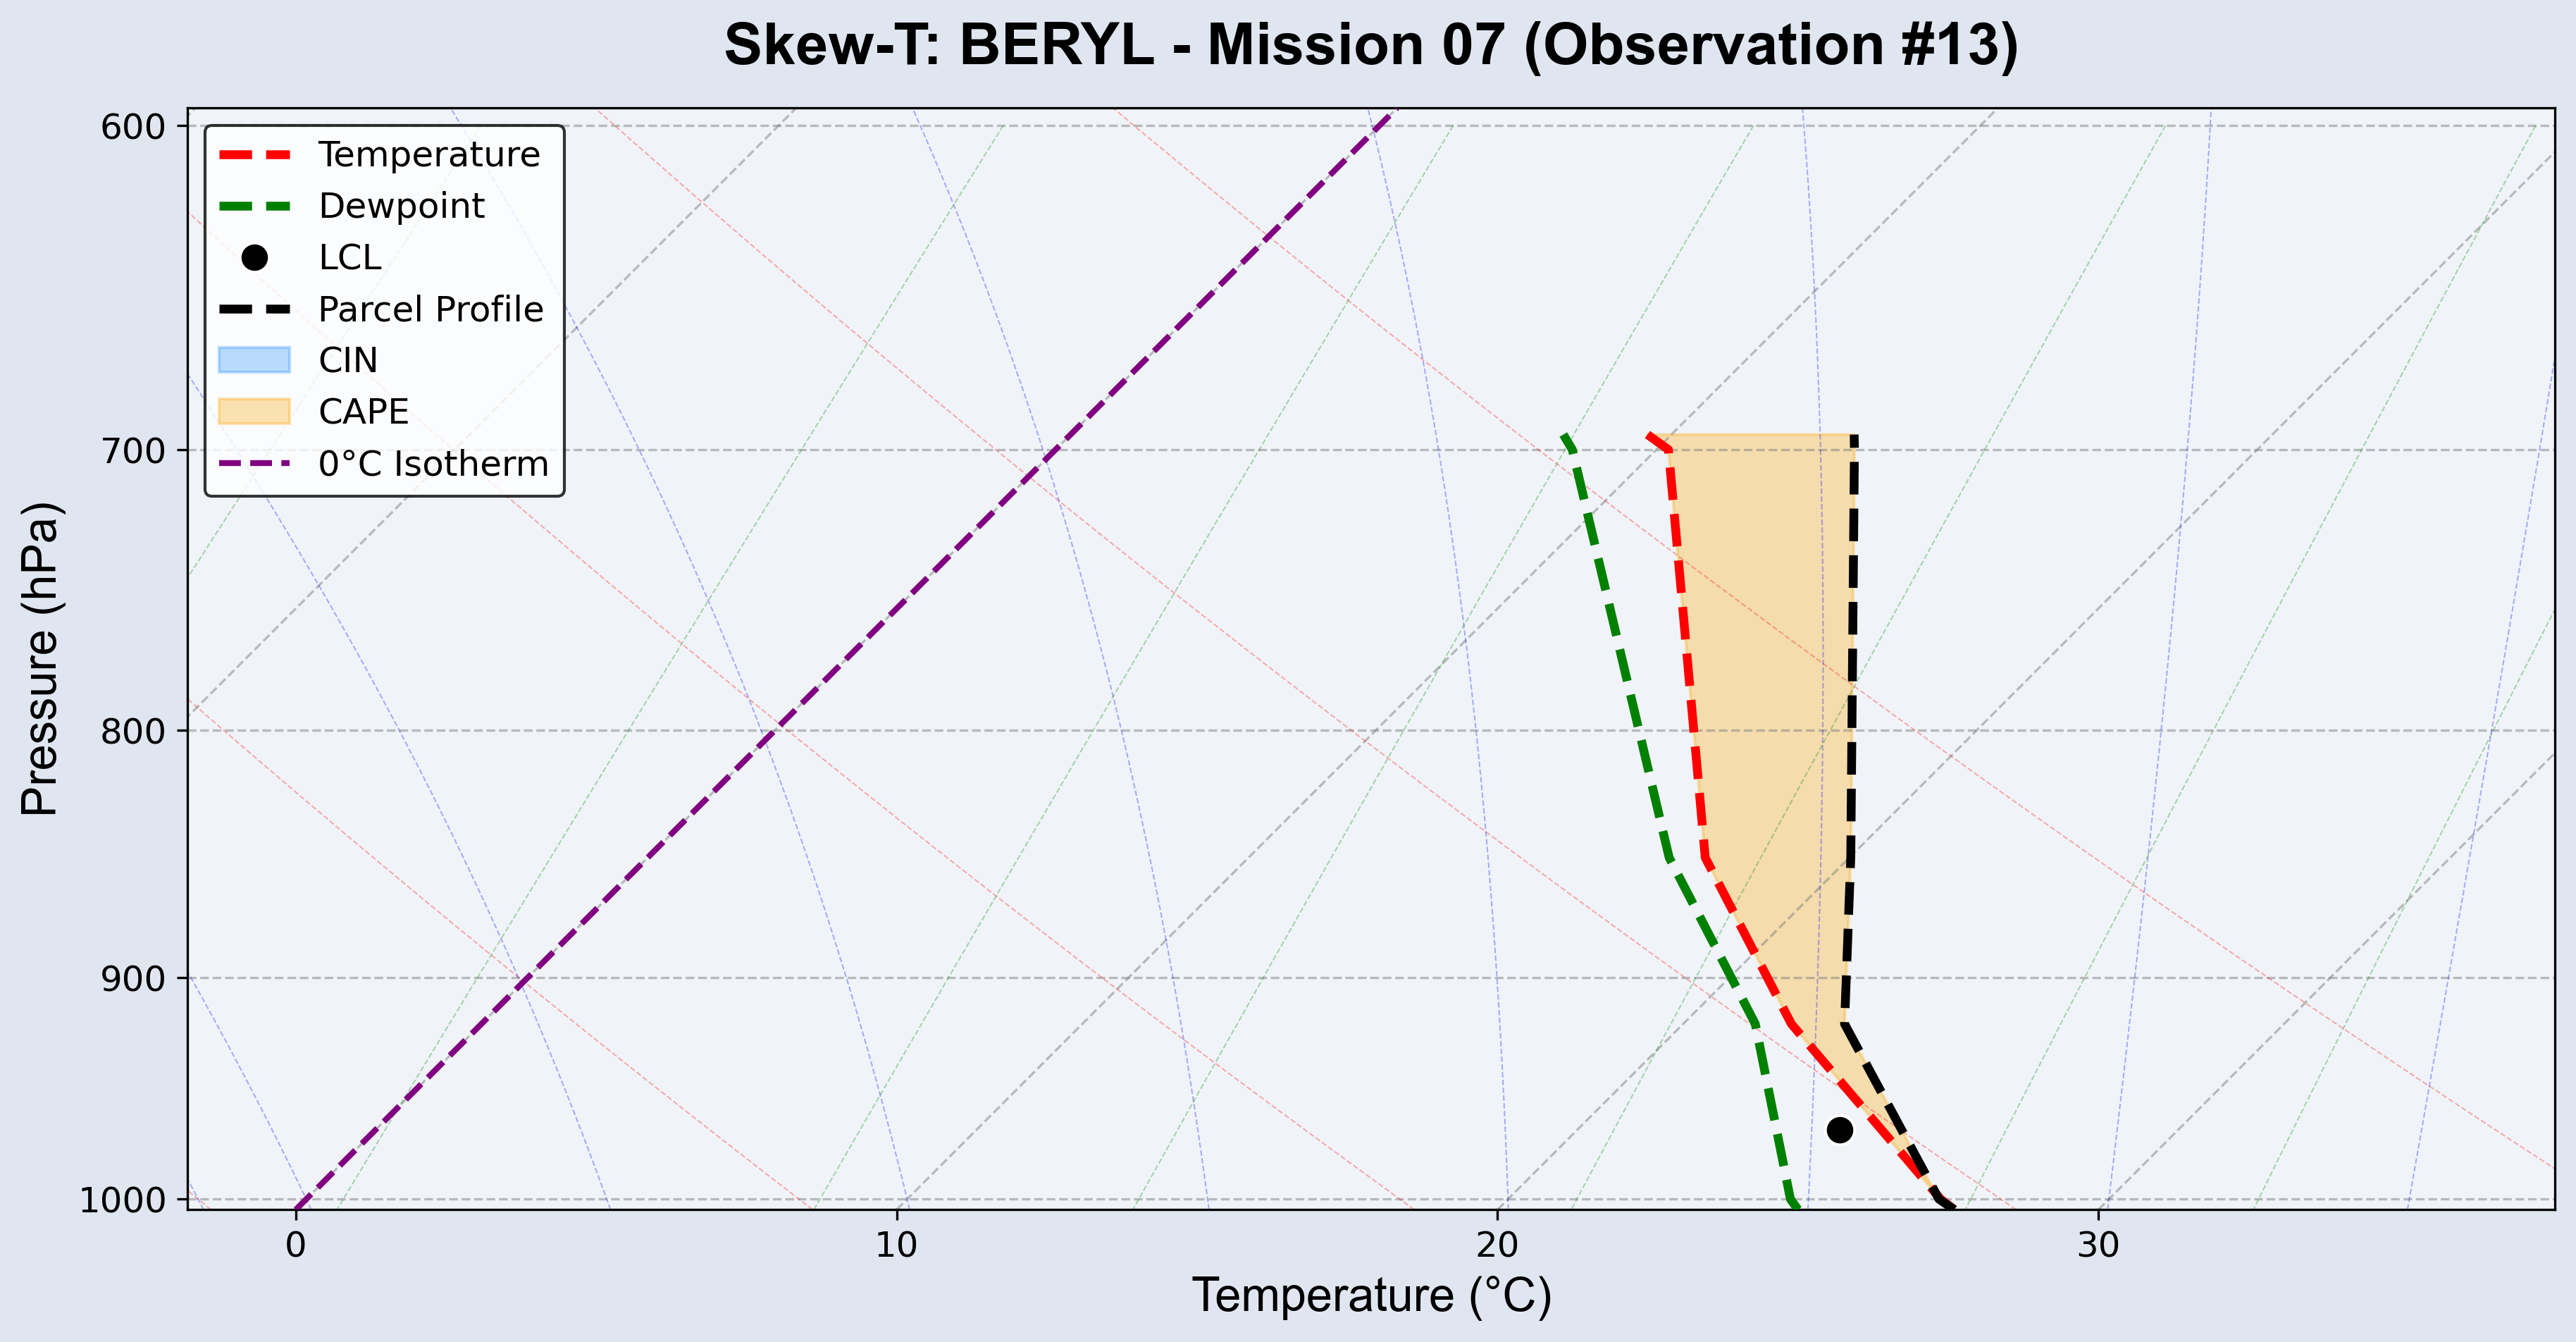 Skew-T: BERYL - Mission 07 (Observation #13)
Temperature
Dewpoint
LCL
Parcel Profile
CIN
CAPE
0°C Isotherm
Pressure (hPa)
600
700
800
900
1000
0
10
20
30
Temperature (°C)